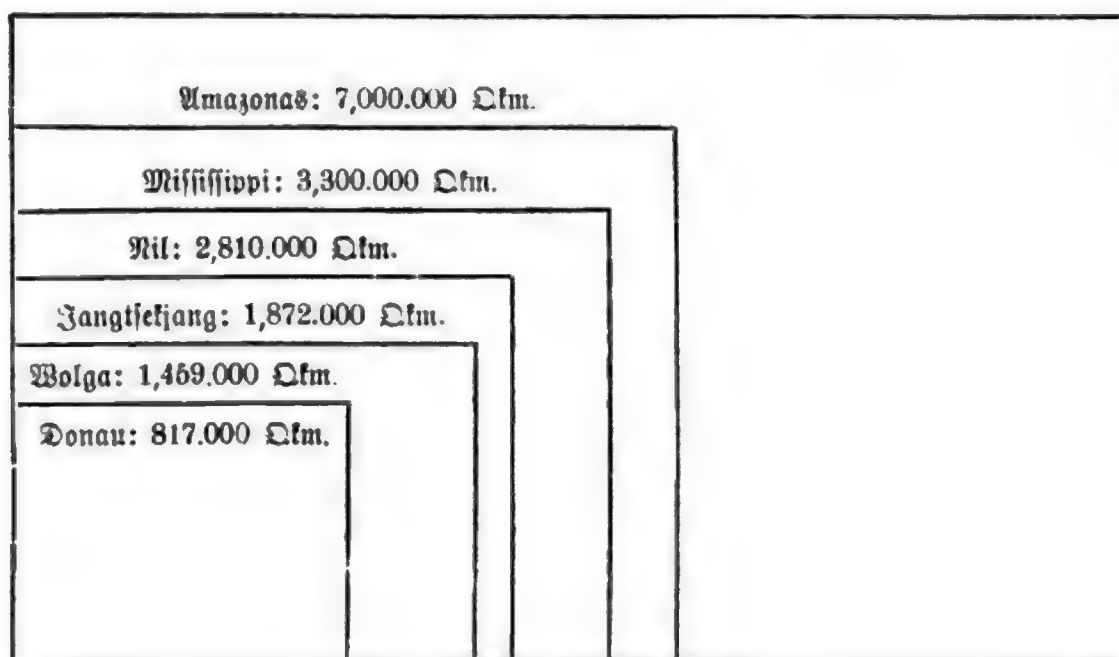 Amazonas: 7,000.000 Qkm.
Mississippi: 3,300.000 Qkm.
Nil: 2,810.000 Qkm.
Jangtsekjang: 1,872.000 Qkm.
Wolga: 1,459.000 Qkm.
Donau: 817.000 Qkm.